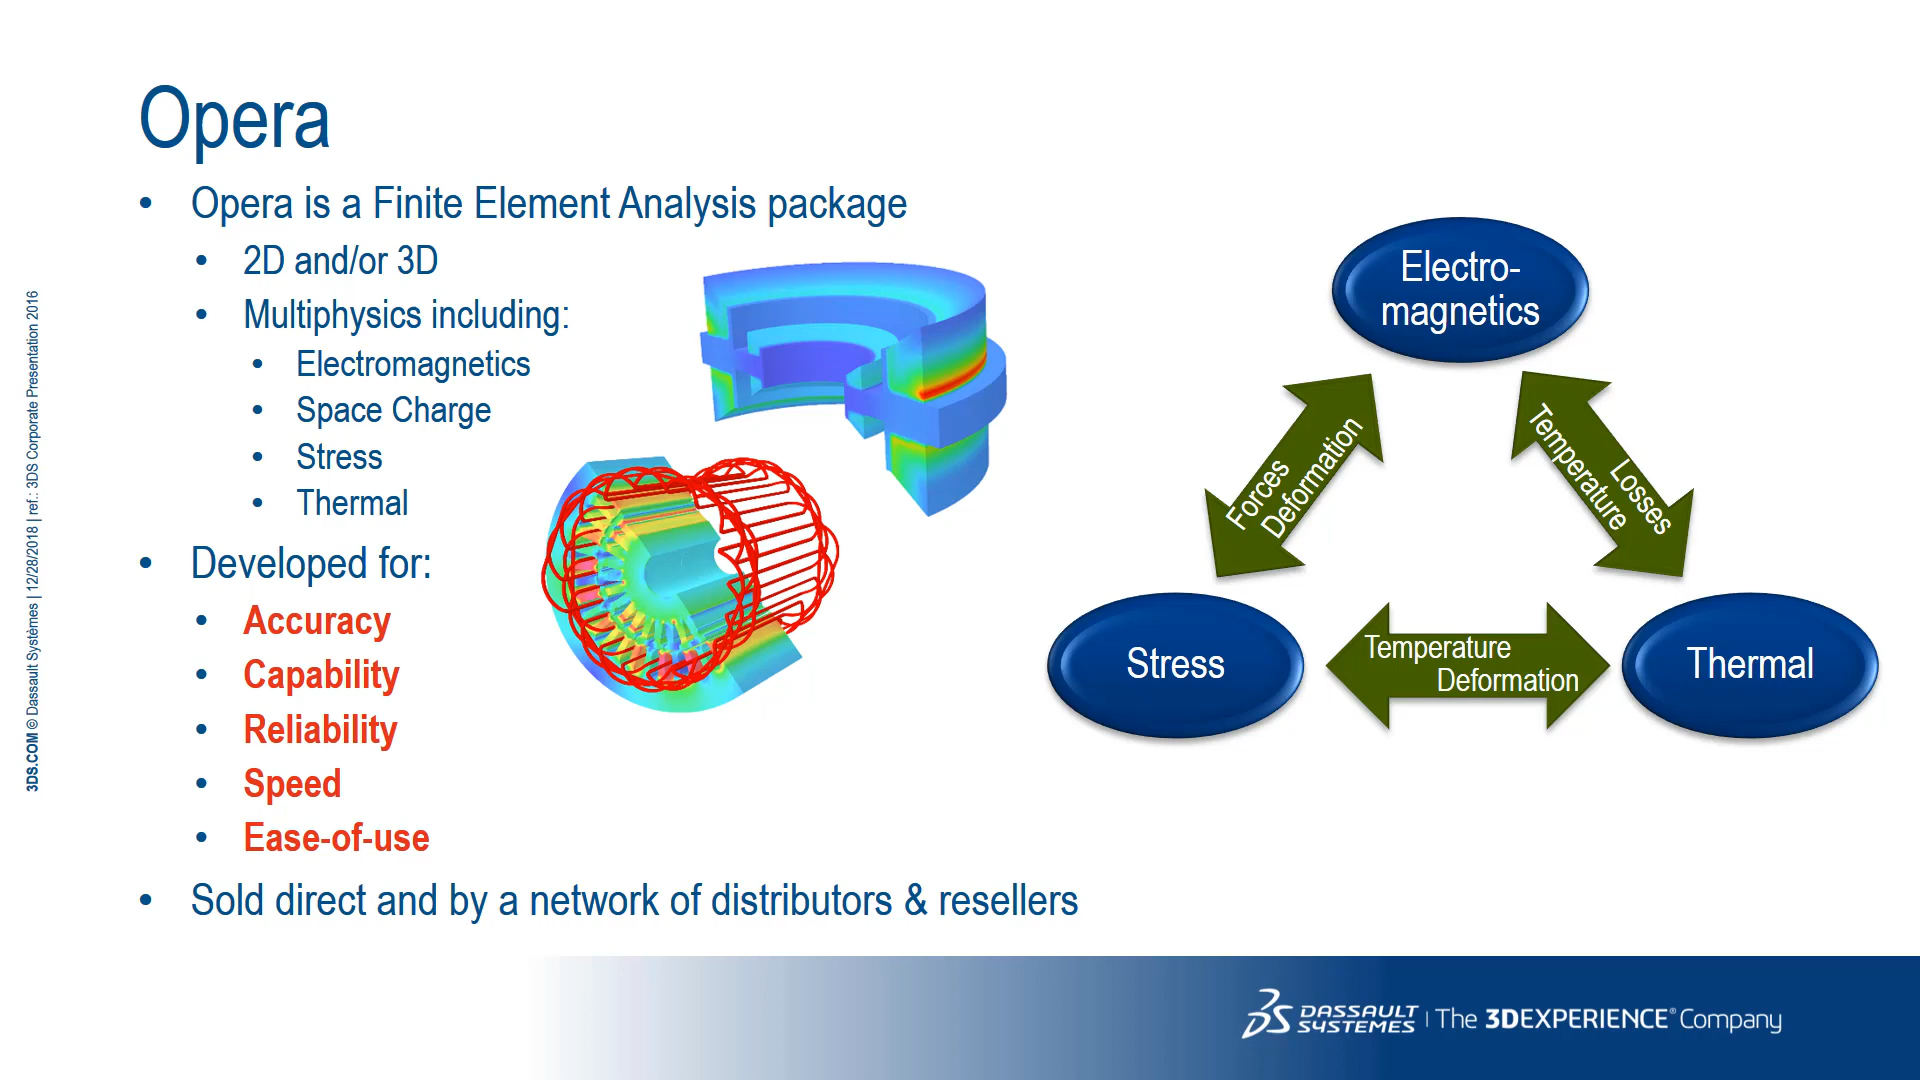 Opera
• Opera is a Finite Element Analysis package
• 2D and/or 3D
• Multiphysics including:
• Electromagnetics
• Space Charge
• Stress
• Thermal
• Developed for:
• Accuracy
• Capability
• Reliability
• Speed
• Ease-of-use
• Sold direct and by a network of distributors & resellers
Electro-
magnetics
Forces
Deformation
Temperature
Losses
Stress
Temperature
Deformation
Thermal
3DS.COM © Dassault Systèmes | 12/28/2018 | ref.: 3DS Corporate Presentation 2016
3DS DASSAULT SYSTEMES | The 3DEXPERIENCE® Company